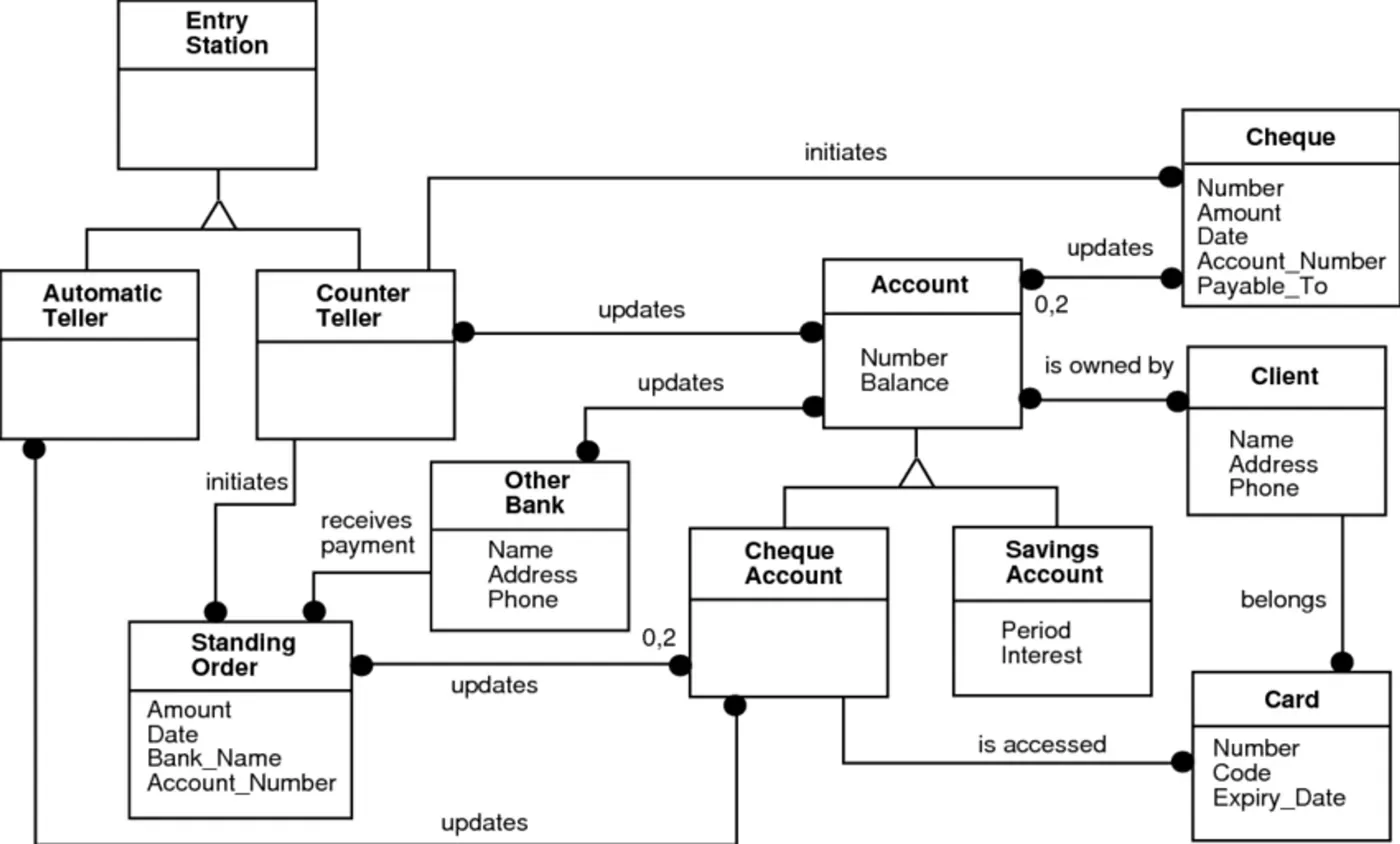 Entry
Station
initiates
Cheque
Number
Amount
Date
Account_Number
Payable_To
updates
0,2
Automatic
Teller
Counter
Teller
updates
Account
Number
Balance
is owned by
Client
Name
Address
Phone
updates
initiates
receives
payment
Other
Bank
Name
Address
Phone
Cheque
Account
Savings
Account
Period
Interest
belongs
Standing
Order
Amount
Date
Bank_Name
Account_Number
0,2
updates
is accessed
Card
Number
Code
Expiry_Date
updates